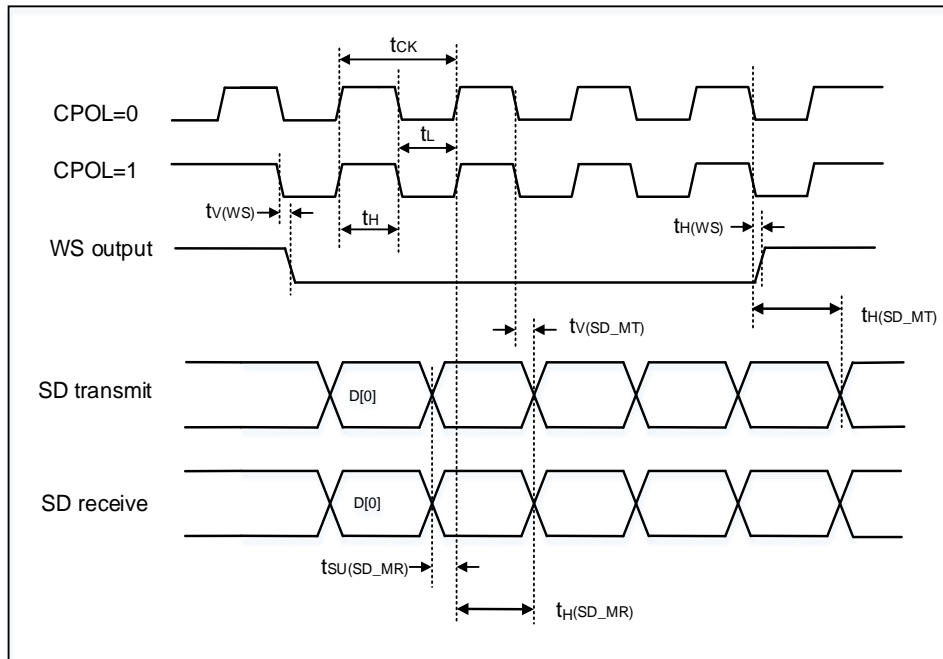 tCK
CPOL=0
tL
CPOL=1
tV(WS)
tH
tH(WS)
WS output
tH(SD_MT)
tV(SD_MT)
SD transmit
D[0]
SD receive
D[0]
tSU(SD_MR)
tH(SD_MR)